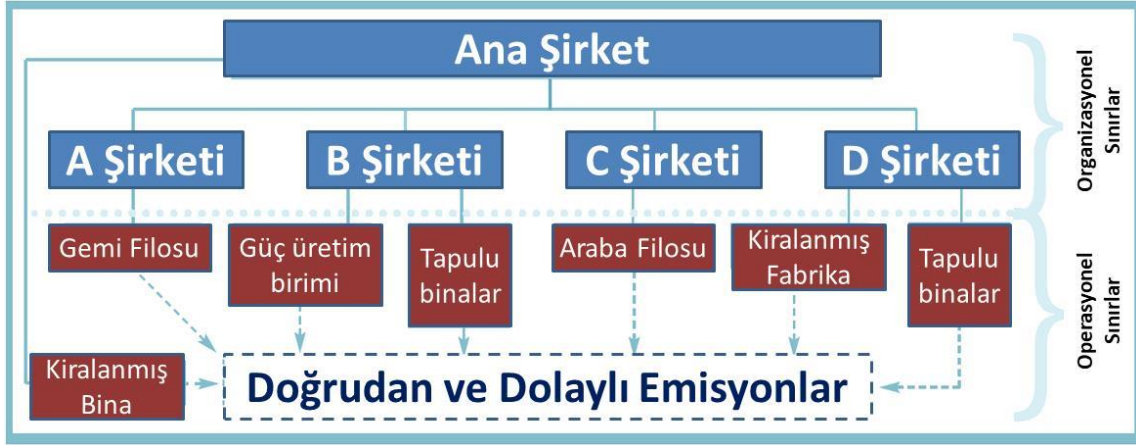 Ana Şirket
A Şirketi
B Şirketi
C Şirketi
D Şirketi
Organizasyonel
Sınırlar
Gemi Filosu
Güç üretim
birimi
Tapulu
binalar
Araba Filosu
Kiralanmış
Fabrika
Tapulu
binalar
Operasyonel
Sınırlar
Kiralanmış
Bina
Doğrudan ve Dolaylı Emisyonlar